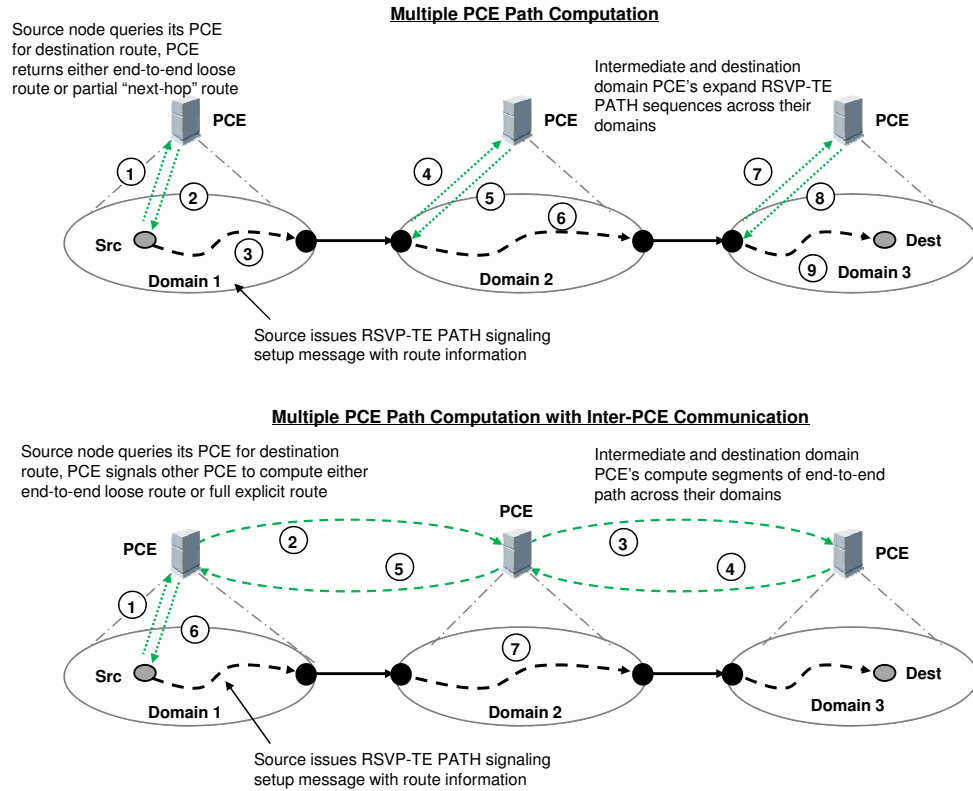 Multiple PCE Path Computation
Source node queries its PCE
for destination route, PCE
returns either end-to-end loose
route or partial “next-hop” route
Intermediate and destination
domain PCE's expand RSVP-TE
PATH sequences across their
domains
PCE
PCE
PCE
1
2
4
5
6
7
8
Src
3
Dest
9
Domain 1
Domain 2
Domain 3
Source issues RSVP-TE PATH signaling
setup message with route information
Multiple PCE Path Computation with Inter-PCE Communication
Source node queries its PCE for destination
route, PCE signals other PCE to compute either
end-to-end loose route or full explicit route
Intermediate and destination domain
PCE's compute segments of end-to-end
path across their domains
PCE
PCE
PCE
2
3
5
4
1
6
7
Src
Dest
Domain 1
Domain 2
Domain 3
Source issues RSVP-TE PATH signaling
setup message with route information